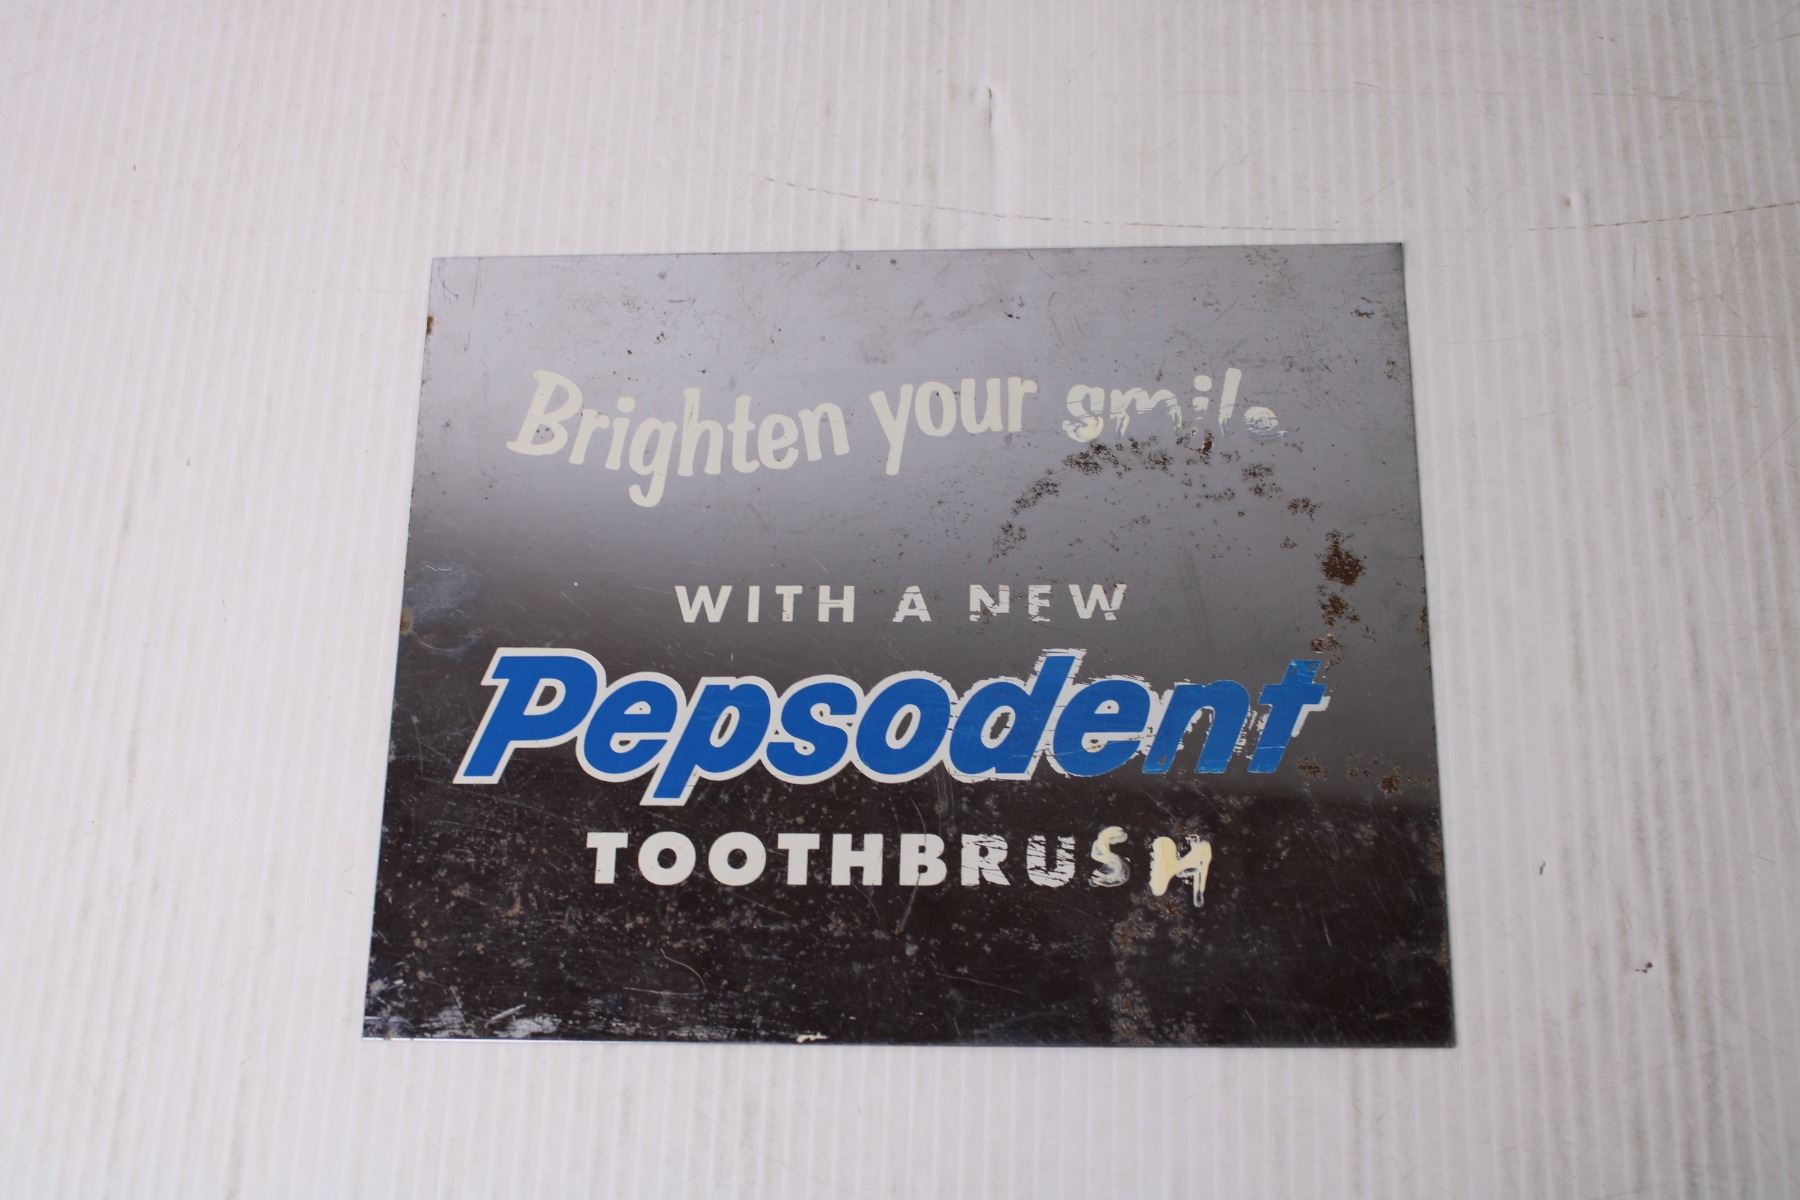 Brighten your smile
WITH A NEW
Pepsodent
TOOTHBRUSH